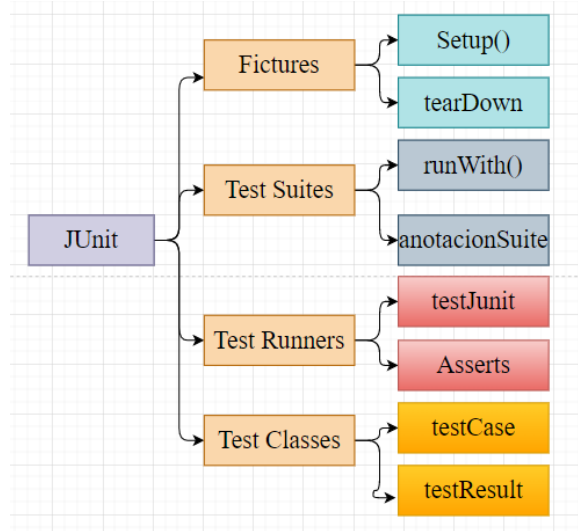 Fictures
Setup()
tearDown
Test Suites
runWith()
anotacionSuite
JUnit
Test Runners
testJunit
Asserts
Test Classes
testCase
testResult